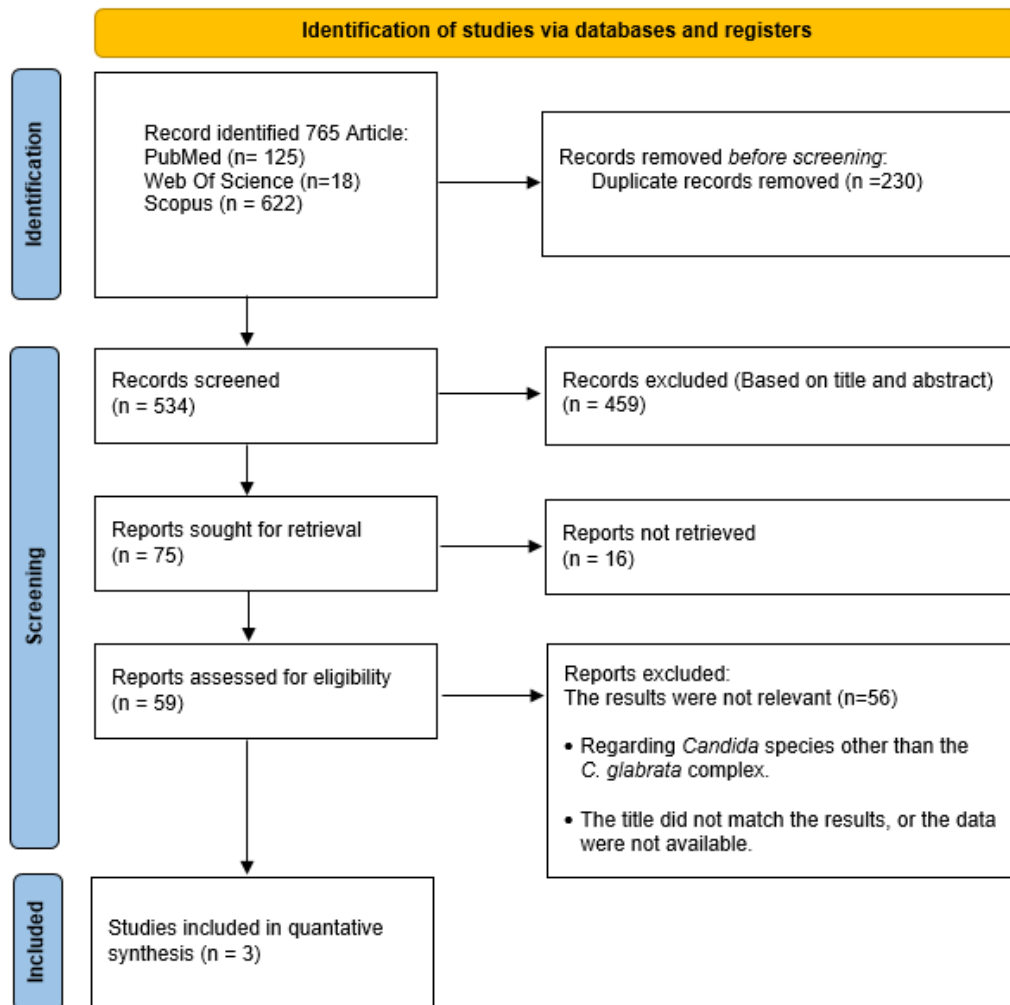 Identification of studies via databases and registers
Identification
Record identified 765 Article:
PubMed (n= 125)
Web Of Science (n=18)
Scopus (n = 622)
Records removed before screening:
Duplicate records removed (n =230)
Screening
Records screened
(n = 534)
Records excluded (Based on title and abstract)
(n = 459)
Reports sought for retrieval
(n = 75)
Reports not retrieved
(n = 16)
Reports assessed for eligibility
(n = 59)
Reports excluded:
The results were not relevant (n=56)
• Regarding Candida species other than the
C. glabrata complex.
• The title did not match the results, or the data
were not available.
Included
Studies included in quantative
synthesis (n = 3)